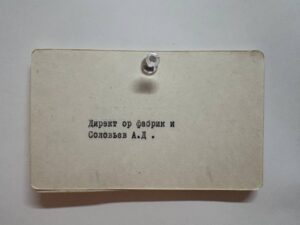 Директ ор фабрик и
Соловьев А.Д .